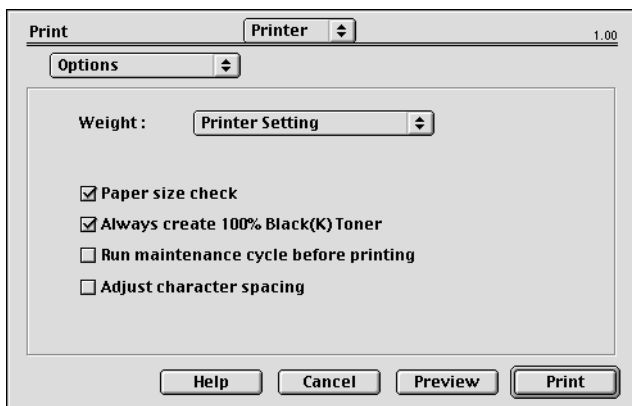 Print Printer 1.00
Options
Weight : Printer Setting
Paper size check
Always create 100% Black(K) Toner
Run maintenance cycle before printing
Adjust character spacing
Help Cancel Preview Print